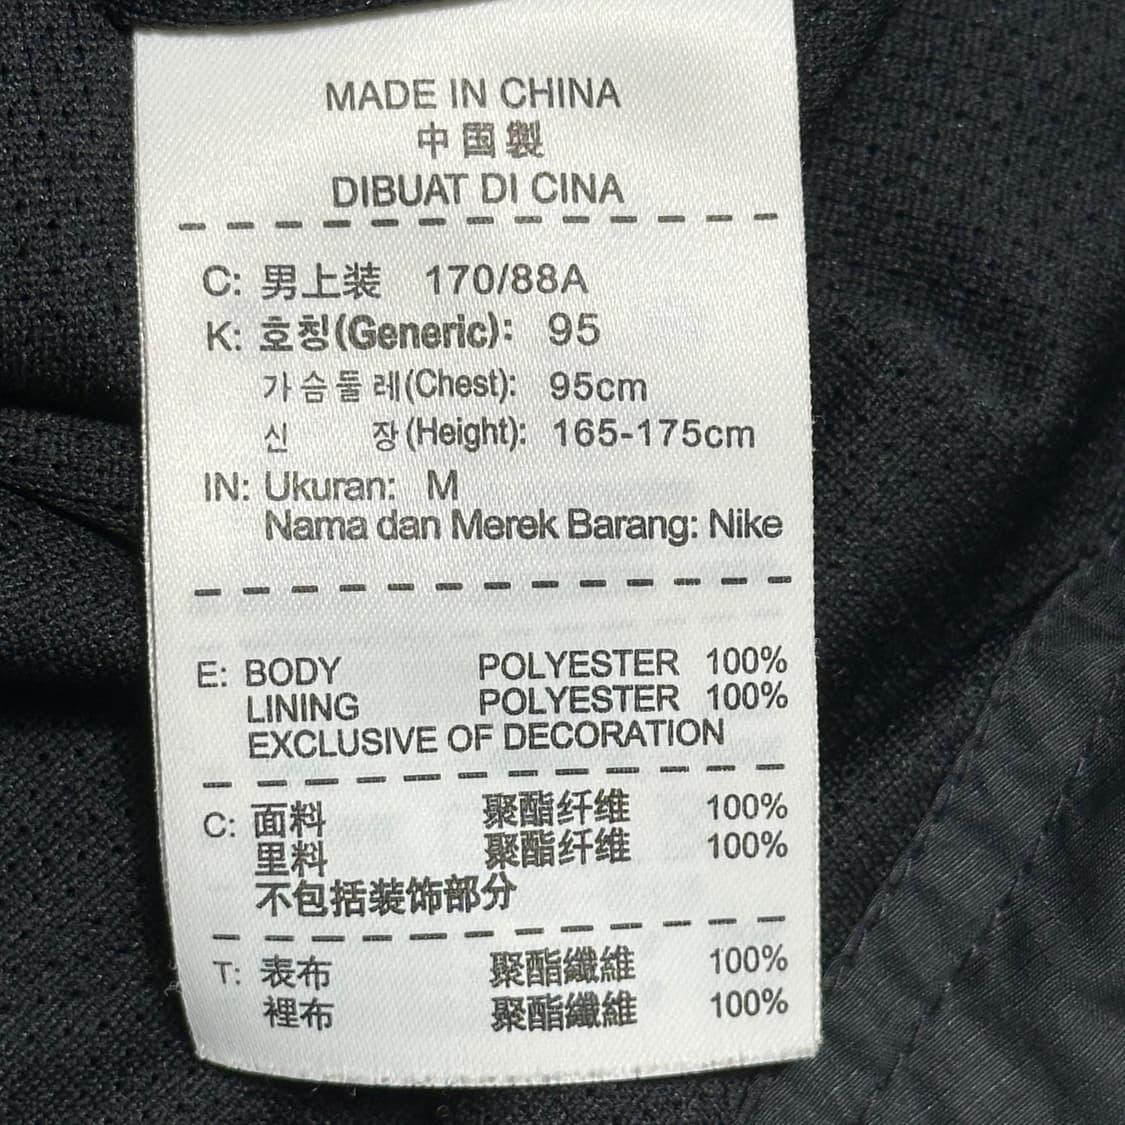 MADE IN CHINA
中国製
DIBUAT DI CINA
C: 男上装 170/88A
K: 호칭(Generic): 95
가슴둘레(Chest): 95cm
신 장(Height): 165-175cm
IN: Ukuran: M
Nama dan Merek Barang: Nike
E: BODY POLYESTER 100%
LINING POLYESTER 100%
EXCLUSIVE OF DECORATION
C: 面料 聚酯纤维 100%
里料 聚酯纤维 100%
不包括装饰部分
T: 表布 聚酯纖維 100%
裡布 聚酯纖維 100%